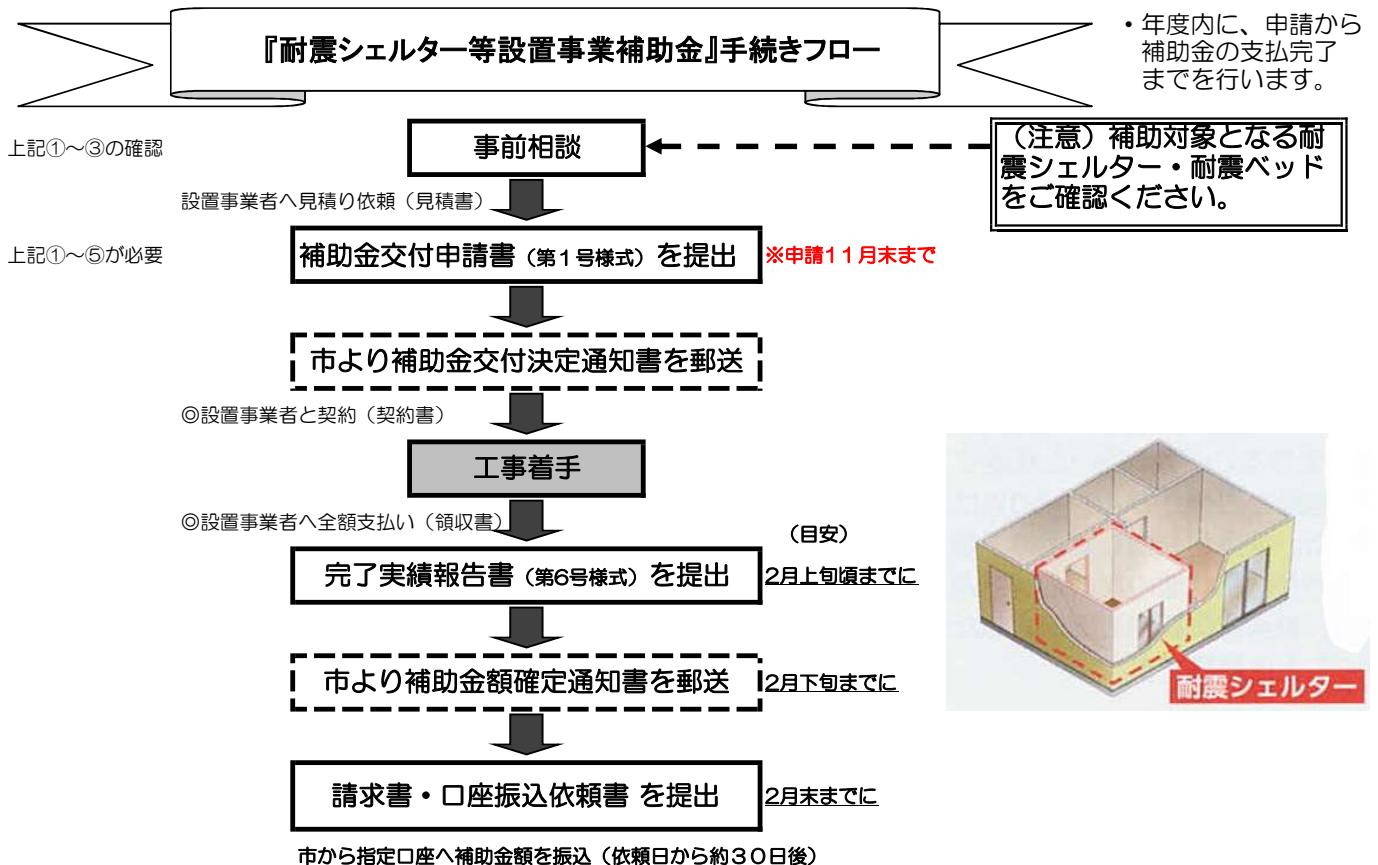 『耐震シェルター等設置事業補助金』手続きフロー
・年度内に、申請から
補助金の支払完了
までを行います。
上記①～③の確認
事前相談
（注意）補助対象となる耐
震シェルター・耐震ベッド
をご確認ください。
設置事業者へ見積り依頼（見積書）
上記①～⑤が必要
補助金交付申請書（第１号様式）を提出
※申請１１月末まで
市より補助金交付決定通知書を郵送
◎設置事業者と契約（契約書）
工事着手
◎設置事業者へ全額支払い（領収書）
（目安）
完了実績報告書（第6号様式）を提出
2月上旬頃までに
市より補助金額確定通知書を郵送
2月下旬までに
耐震シェルター
請求書・口座振込依頼書 を提出
2月末までに
市から指定口座へ補助金額を振込（依頼日から約３０日後）